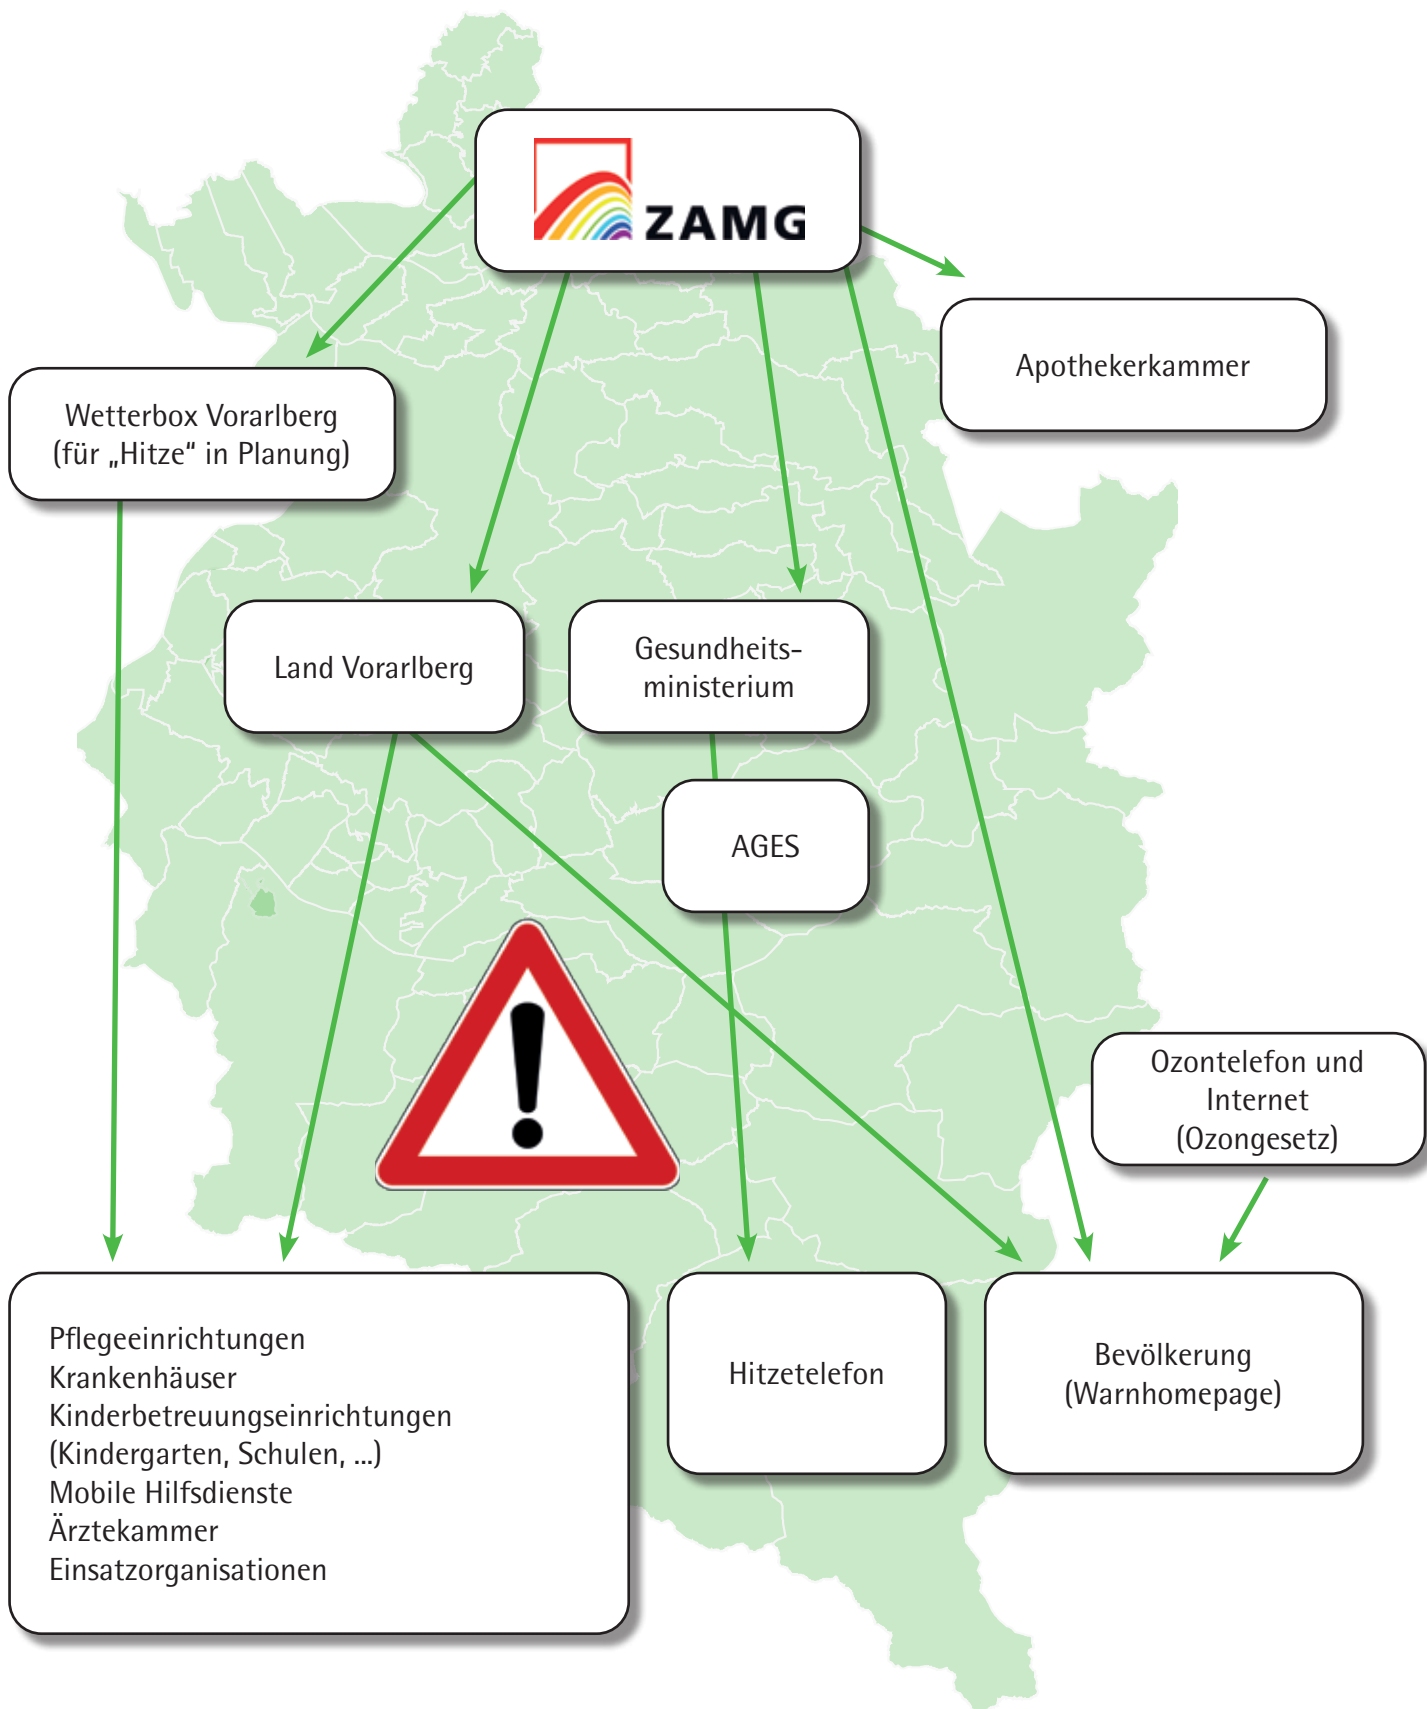 ZAMG
Apothekerkammer
Wetterbox Vorarlberg
(für „Hitze“ in Planung)
Land Vorarlberg
Gesundheits-
ministerium
AGES
Ozontelefon und
Internet
(Ozongesetz)
Pflegeeinrichtungen
Krankenhäuser
Kinderbetreuungseinrichtungen
(Kindergarten, Schulen, ...)
Mobile Hilfsdienste
Ärztekammer
Einsatzorganisationen
Hitzetelefon
Bevölkerung
(Warnhomepage)